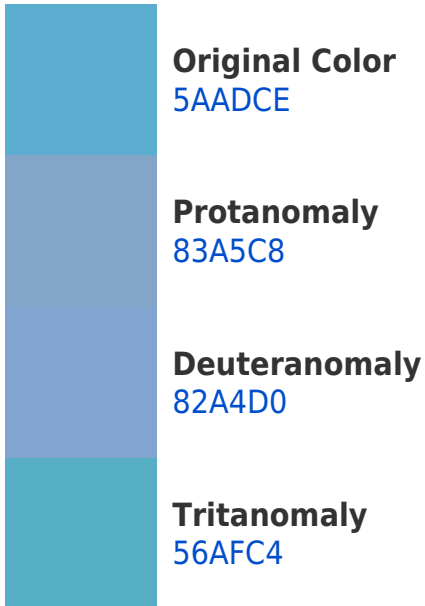 Original Color
5AADCE
Protanomaly
83A5C8
Deuteranomaly
82A4D0
Tritanomaly
56AFC4